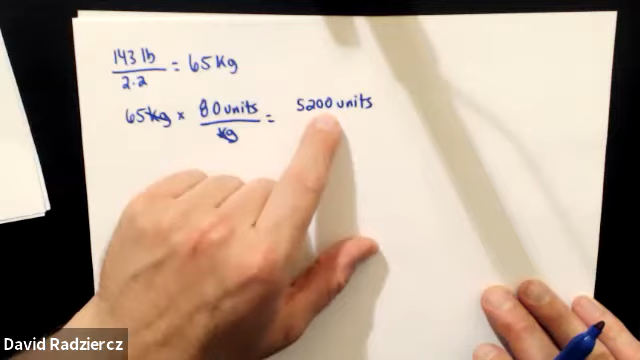 143 lb / 2.2 = 65 Kg
65 kg × 80 units / kg = 5200 units
David Radziercz